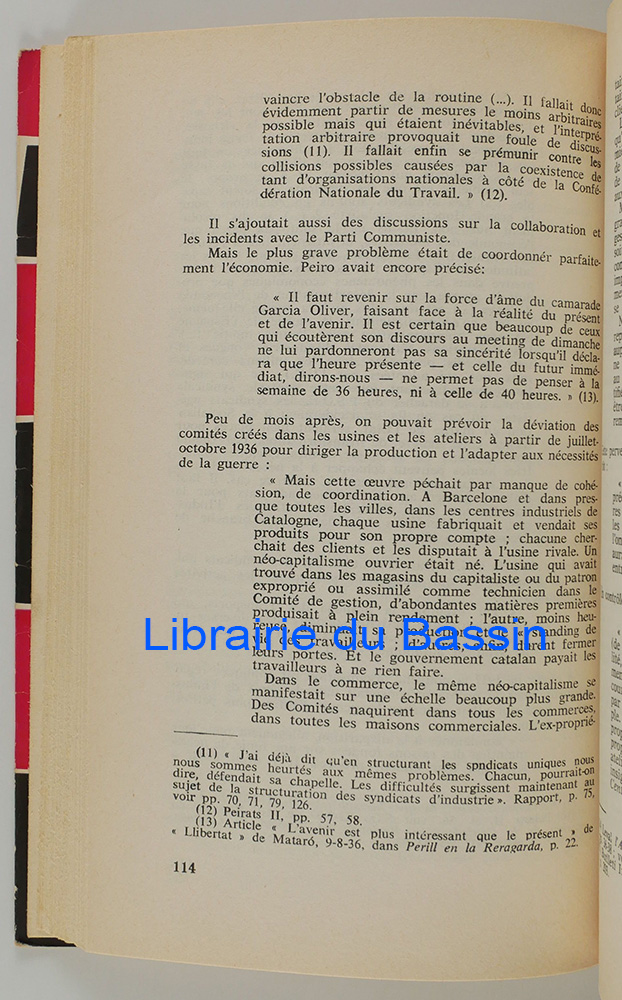 vaincre l'obstacle de la routine (...). Il fallait donc
évidemment partir de mesures le moins arbitraires
possible mais qui étaient inévitables, et l'interpré-
tation arbitraire provoquait une foule de discus-
sions (11). Il fallait enfin se prémunir contre les
collisions possibles causées par la coexistence de
tant d'organisations nationales à côté de la Confé-
dération Nationale du Travail. » (12).
Il s'ajoutait aussi des discussions sur la collaboration et
les incidents avec le Parti Communiste.
Mais le plus grave problème était de coordonnér parfaite-
ment l'économie. Peiro avait encore précisé:
« Il faut revenir sur la force d'âme du camarade
Garcia Oliver, faisant face à la réalité du présent
et de l'avenir. Il est certain que beaucoup de ceux
qui écoutèrent son discours au meeting de dimanche
ne lui pardonneront pas sa sincérité lorsqu'il décla-
ra que l'heure présente — et celle du futur immé-
diat, dirons-nous — ne permet pas de penser à la
semaine de 36 heures, ni à celle de 40 heures. » (13).
Peu de mois après, on pouvait prévoir la déviation des
comités créés dans les usines et les ateliers à partir de juillet-
octobre 1936 pour diriger la production et l'adapter aux nécessités
de la guerre :
« Mais cette œuvre péchait par manque de cohé-
sion, de coordination. A Barcelone et dans pres-
que toutes les villes, dans les centres industriels de
Catalogne, chaque usine fabriquait et vendait ses
produits pour son propre compte ; chacune cher-
chait des clients et les disputait à l'usine rivale. Un
néo-capitalisme ouvrier était né. L'usine qui avait
trouvé dans les magasins du capitaliste ou du patron
exproprié ou assimilé comme technicien dans le
Comité de gestion, d'abondantes matières premières
produisait à plein rendement ; l'autre, moins heu-
reuse, diminuait sa production et le standing de
vie des travailleurs ; d'autres enfin durent fermer
leurs portes. Et le gouvernement catalan payait les
travailleurs à ne rien faire.
Dans le commerce, le même néo-capitalisme se
manifestait sur une échelle beaucoup plus grande.
Des Comités naquirent dans tous les commerces,
dans toutes les maisons commerciales. L'ex-proprié-
Librairie du Bassin
(11) « J'ai déjà dit qu'en structurant les spndicats uniques nous
nous sommes heurtés aux mêmes problèmes. Chacun, pourrait-on
dire, défendait sa chapelle. Les difficultés surgissent maintenant au
sujet de la structuration des syndicats d'industrie ». Rapport, p. 75,
voir pp. 70, 71, 79, 126.
(12) Peirats II, pp. 57, 58.
(13) Article « L'avenir est plus intéressant que le présent » de
« Llibertat » de Mataró, 9-8-36, dans Perill en la Reragarda, p. 22.
114